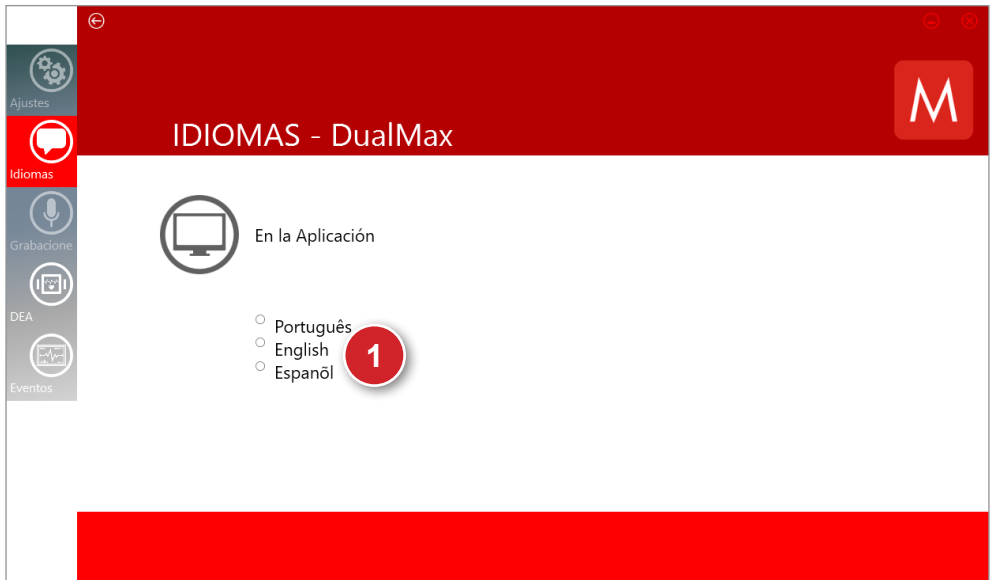 IDIOMAS - DualMax
M
Ajustes
Idiomas
Grabacione
DEA
Eventos
En la Aplicación
Português
English
Espanõl
1